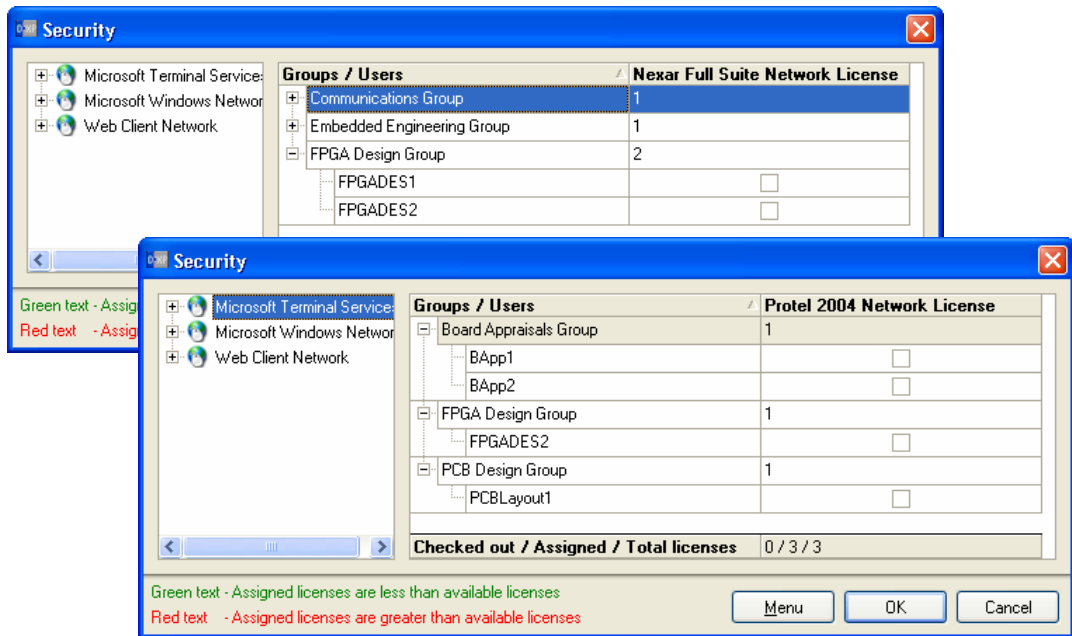 Security
Microsoft Terminal Service
Microsoft Windows Networ
Web Client Network
Groups / Users Nexar Full Suite Network License
Communications Group 1
Embedded Engineering Group 1
FPGA Design Group 2
FPGADES1
FPGADES2
Green text - Assig
Red text - Assig
Security
Microsoft Terminal Service
Microsoft Windows Networ
Web Client Network
Groups / Users Protel 2004 Network License
Board Appraisals Group 1
BApp1
BApp2
FPGA Design Group 1
FPGADES2
PCB Design Group 1
PCBLayout1
Checked out / Assigned / Total licenses 0 / 3 / 3
Green text - Assigned licenses are less than available licenses
Red text - Assigned licenses are greater than available licenses
Menu OK Cancel